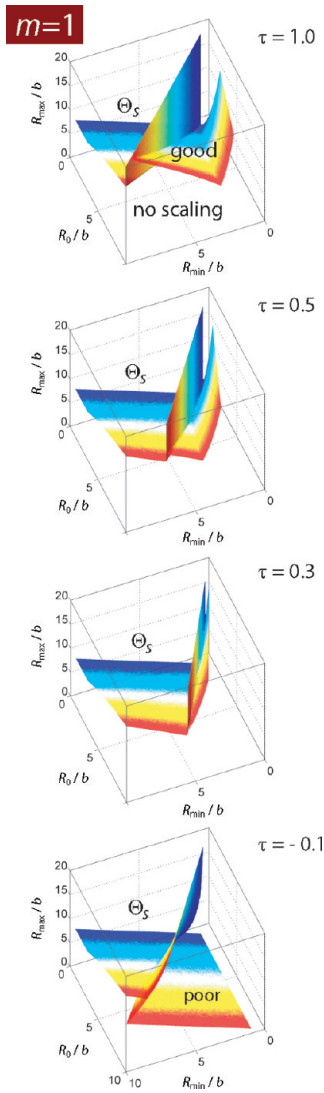 m=1
τ = 1.0
20
15
10
5
0
R_max / b
Θ_S
good
no scaling
0
5
R_0 / b
5
0
R_min / b
τ = 0.5
20
15
10
5
0
R_max / b
Θ_S
0
5
R_0 / b
5
0
R_min / b
τ = 0.3
20
15
10
5
0
R_max / b
Θ_S
0
5
R_0 / b
5
0
R_min / b
τ = - 0.1
20
15
10
5
0
R_max / b
Θ_S
poor
0
5
10
R_0 / b
10
5
0
R_min / b